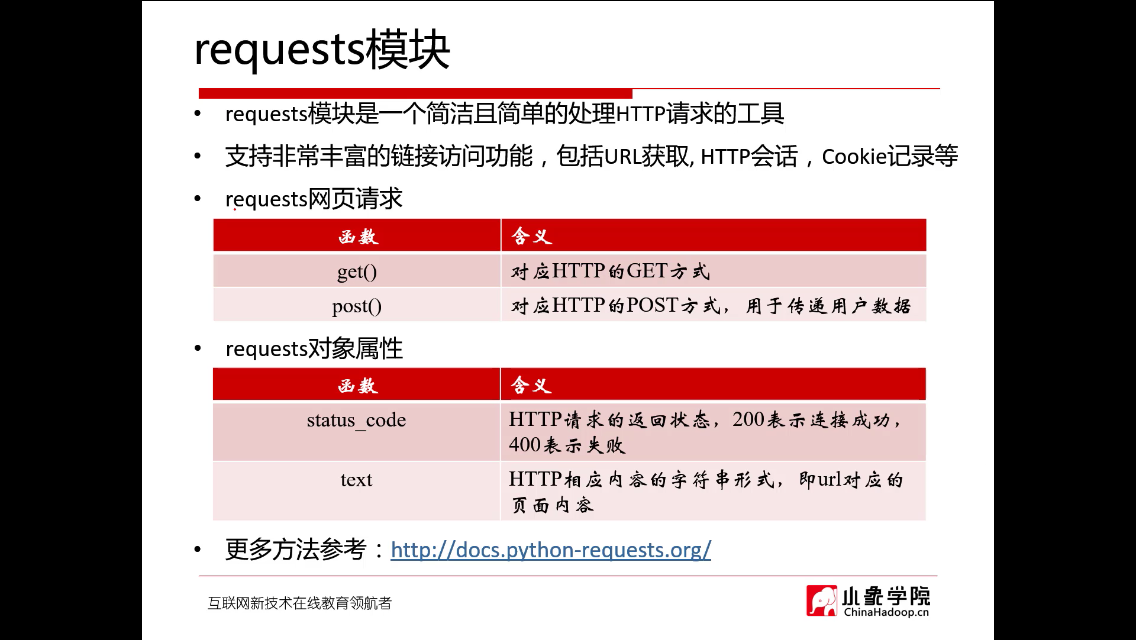 requests模块
• requests模块是一个简洁且简单的处理HTTP请求的工具
• 支持非常丰富的链接访问功能，包括URL获取, HTTP会话，Cookie记录等
• requests网页请求
函数 含义
get() 对应HTTP的GET方式
post() 对应HTTP的POST方式，用于传递用户数据
• requests对象属性
函数 含义
status_code HTTP请求的返回状态，200表示连接成功，
400表示失败
text HTTP相应内容的字符串形式，即url对应的
页面内容
• 更多方法参考：http://docs.python-requests.org/
互联网新技术在线教育领航者
小象学院
ChinaHadoop.cn